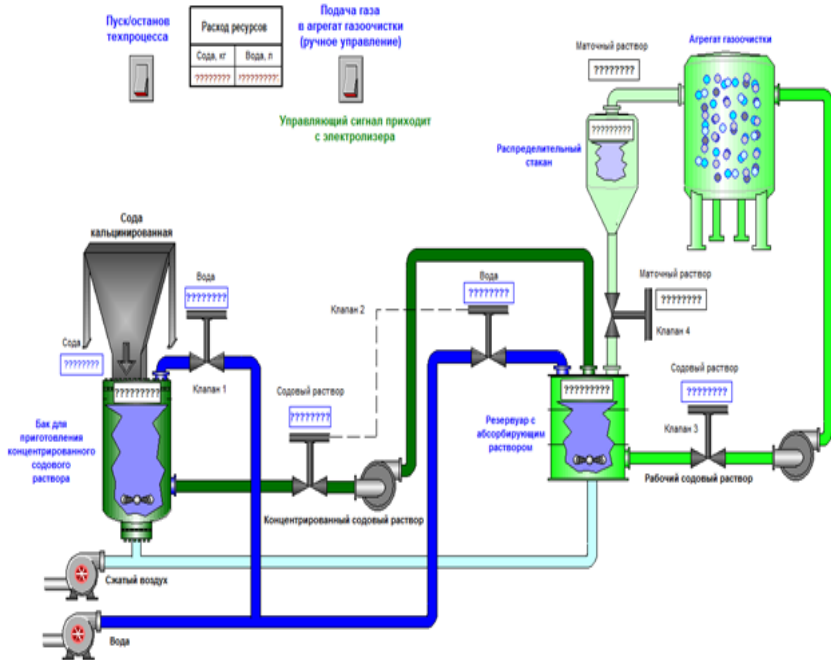 Пуск/останов
техпроцесса
Расход ресурсов
Сода, кг
Вода, л
????????
?????????
Подача газа
в агрегат газоочистки
(ручное управление)
Управляющий сигнал приходит
с электролизера
Маточный раствор
????????
Агрегат газоочистки
?????????
Распределительный
стакан
Сода
кальцинированная
Вода
????????
Клапан 2
Вода
????????
Маточный раствор
????????
Клапан 4
Сода
????????
?????????
Клапан 1
Содовый раствор
????????
?????????
Содовый раствор
????????
Клапан 3
Бак для
приготовления
концентрированного
содового
раствора
Резервуар с
абсорбирующим
раствором
Рабочий содовый раствор
Концентрированный содовый раствор
Сжатый воздух
Вода